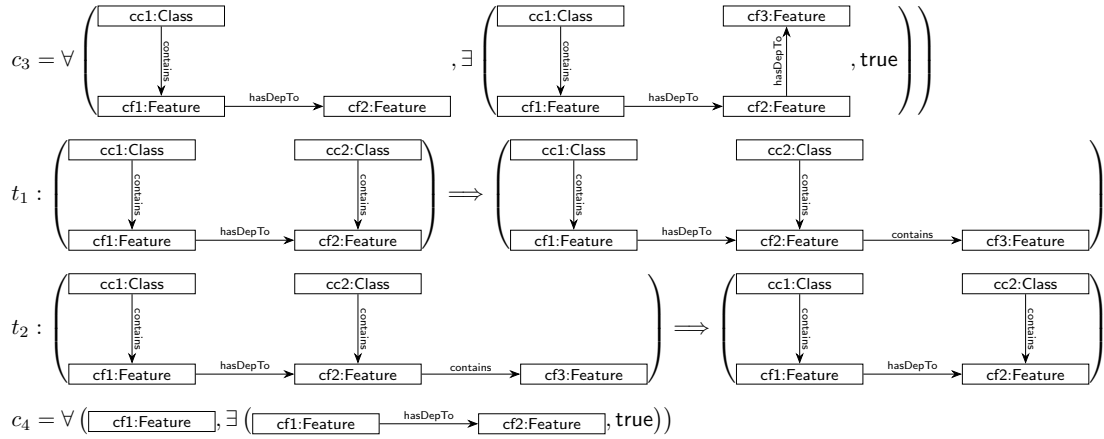 c₃ = ∀ ( cc1:Class contains cf1:Feature hasDepTo cf2:Feature , ∃ ( cc1:Class contains cf1:Feature hasDepTo cf2:Feature hasDepTo cf3:Feature , true ) )
t₁ : ( cc1:Class contains cf1:Feature hasDepTo cc2:Class contains cf2:Feature ) ⟹ ( cc1:Class contains cf1:Feature hasDepTo cc2:Class contains cf2:Feature contains cf3:Feature )
t₂ : ( cc1:Class contains cf1:Feature hasDepTo cc2:Class contains cf2:Feature contains cf3:Feature ) ⟹ ( cc1:Class contains cf1:Feature hasDepTo cc2:Class contains cf2:Feature )
c₄ = ∀ ( cf1:Feature , ∃ ( cf1:Feature hasDepTo cf2:Feature , true ) )